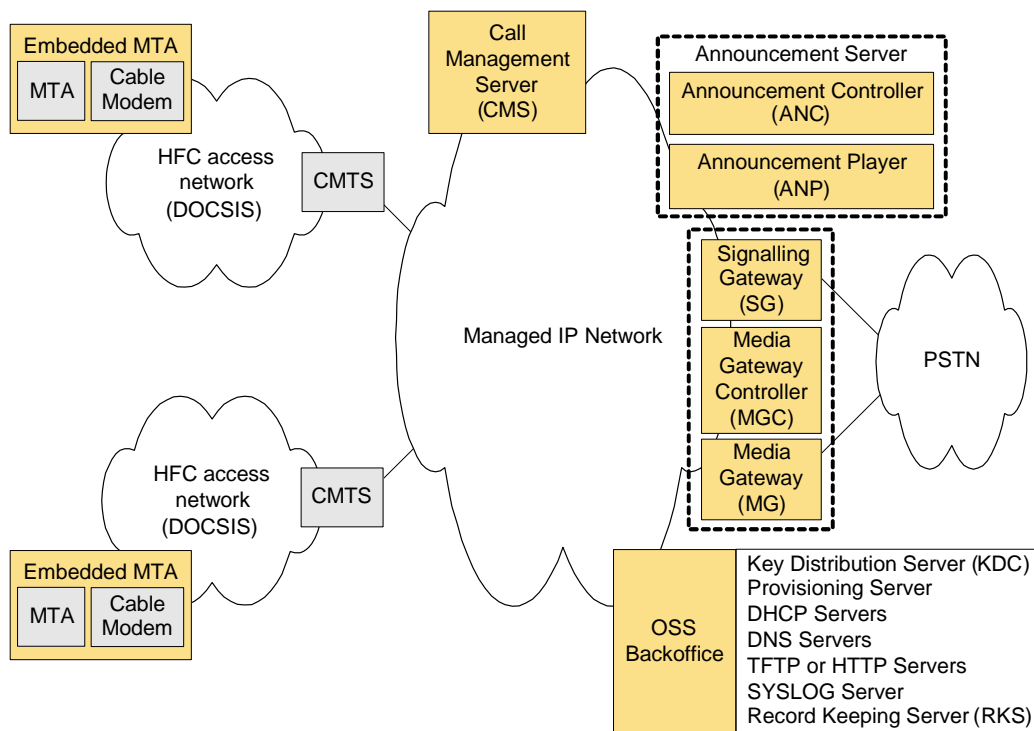 Embedded MTA
MTA
Cable
Modem
HFC access
network
(DOCSIS)
CMTS
Call
Management
Server
(CMS)
Announcement Server
Announcement Controller
(ANC)
Announcement Player
(ANP)
Signalling
Gateway
(SG)
Media
Gateway
Controller
(MGC)
Media
Gateway
(MG)
Managed IP Network
PSTN
HFC access
network
(DOCSIS)
CMTS
Embedded MTA
MTA
Cable
Modem
OSS
Backoffice
Key Distribution Server (KDC)
Provisioning Server
DHCP Servers
DNS Servers
TFTP or HTTP Servers
SYSLOG Server
Record Keeping Server (RKS)